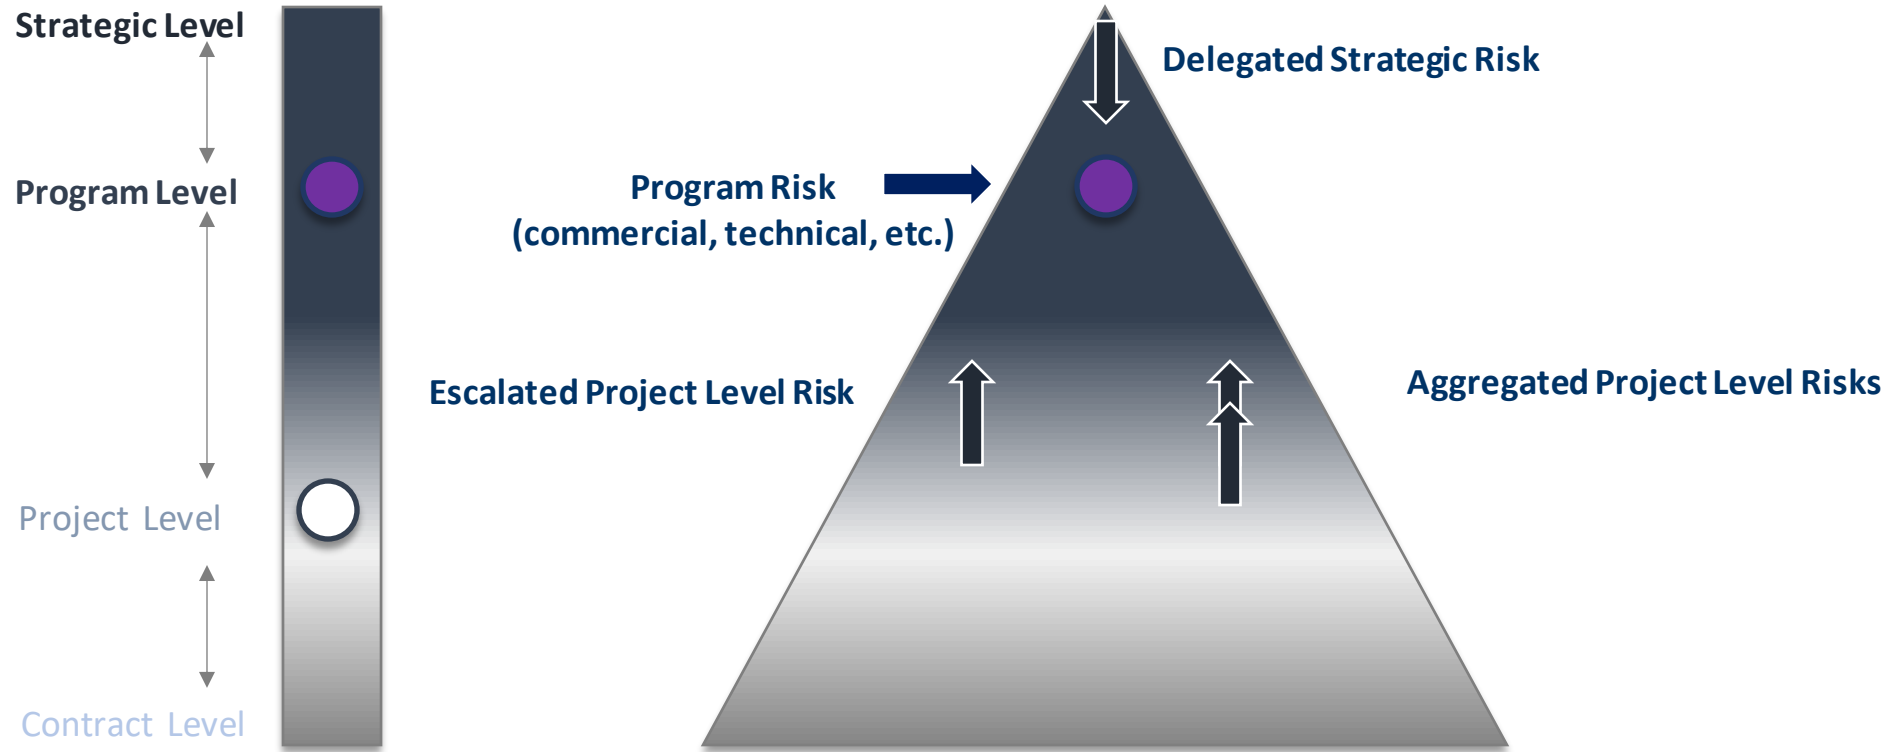 Strategic Level
Delegated Strategic Risk
Program Level
Program Risk
(commercial, technical, etc.)
Escalated Project Level Risk
Aggregated Project Level Risks
Project Level
Contract Level